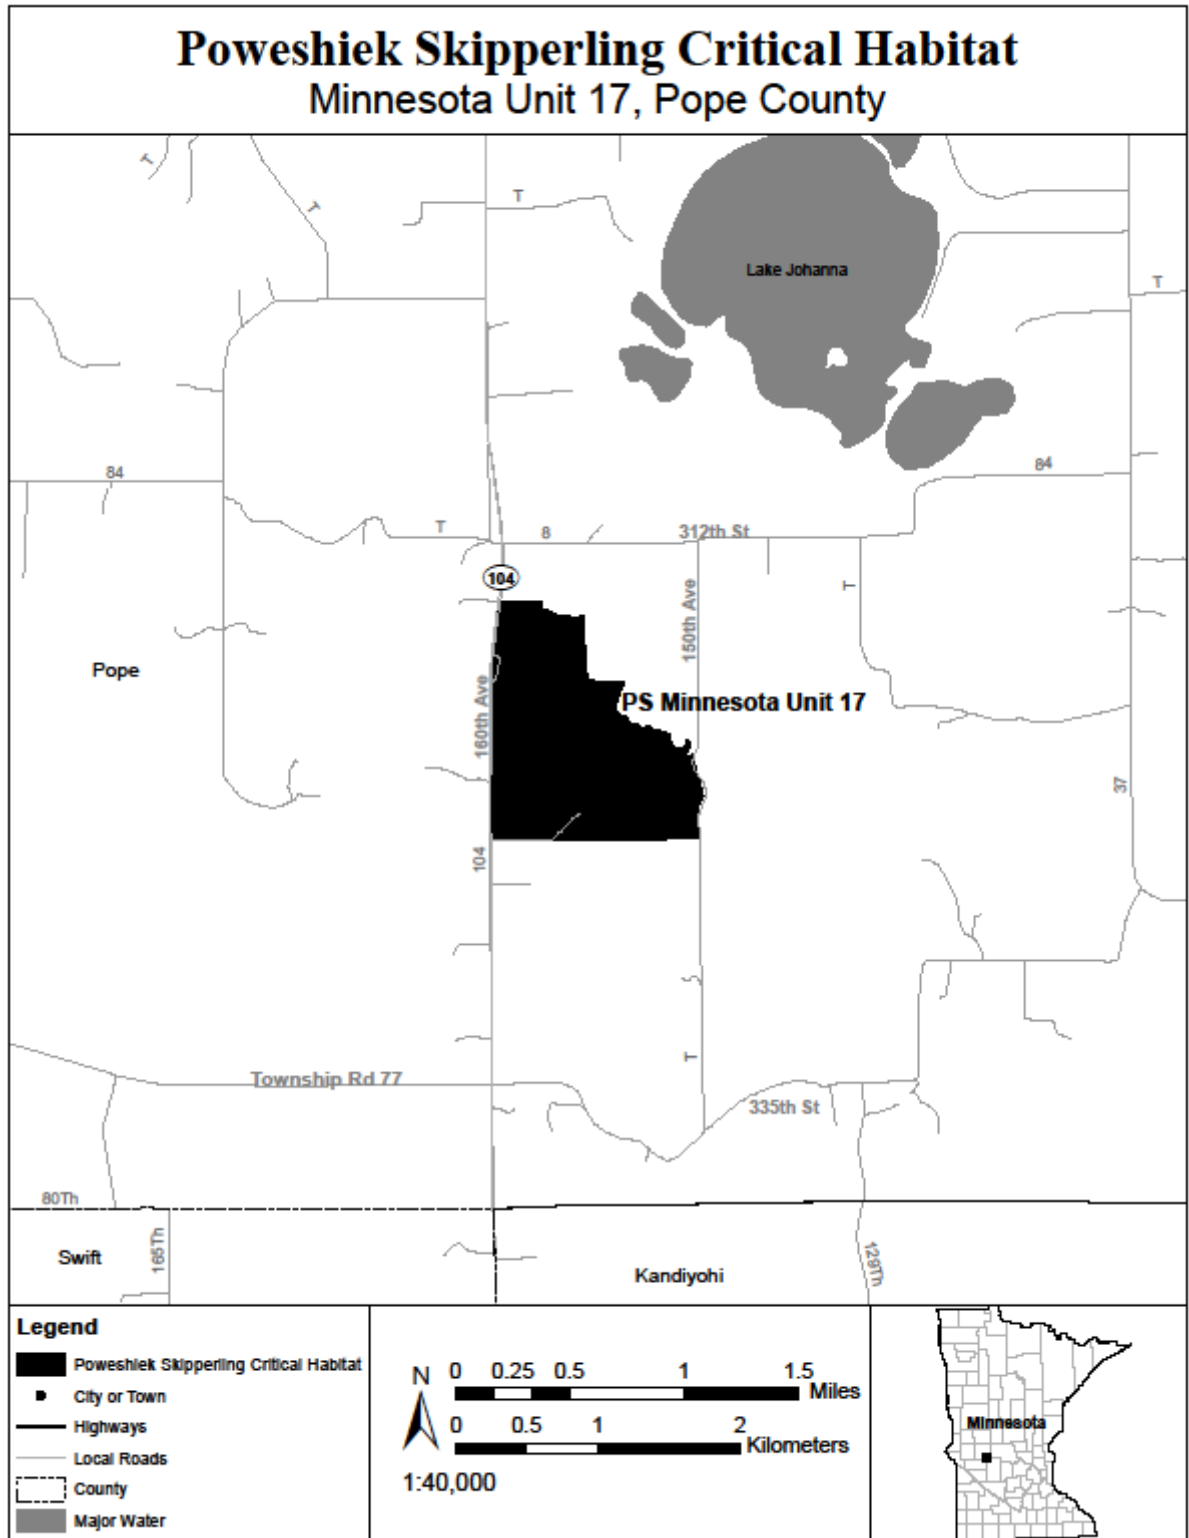 Poweshiek Skipperling Critical Habitat
Minnesota Unit 17, Pope County
T
T
T
Lake Johanna
T
84
84
T
8
312th St
104
T
150th Ave
Pope
160th Ave
PS Minnesota Unit 17
37
104
T
Township Rd 77
335th St
80Th
Swift
165Th
Kandiyohi
129Th
Legend
Poweshiek Skipperling Critical Habitat
City or Town
Highways
Local Roads
County
Major Water
N
0 0.25 0.5 1 1.5
Miles
0 0.5 1 2
Kilometers
1:40,000
Minnesota